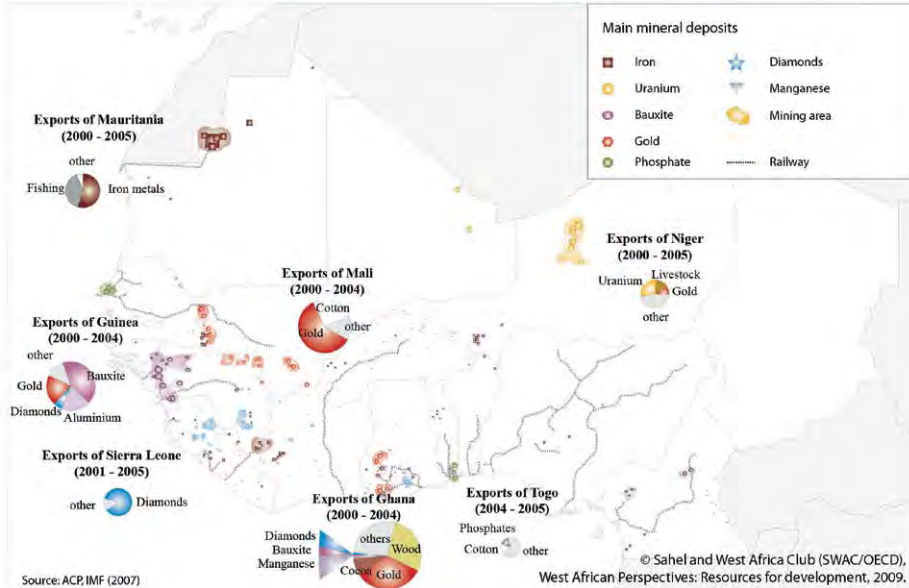 Main mineral deposits
Iron
Diamonds
Uranium
Manganese
Bauxite
Mining area
Gold
Phosphate
Railway
Exports of Mauritania
(2000 - 2005)
other
Fishing
Iron metals
Exports of Niger
(2000 - 2005)
Uranium
Livestock
Gold
other
Exports of Mali
(2000 - 2004)
Cotton
Gold
other
Exports of Guinea
(2000 - 2004)
other
Bauxite
Gold
Diamonds
Aluminium
Exports of Sierra Leone
(2001 - 2005)
other
Diamonds
Exports of Ghana
(2000 - 2004)
Diamonds
Bauxite
Manganese
others
Wood
Cocoa
Gold
Exports of Togo
(2004 - 2005)
Phosphates
Cotton
other
Source: ACP, IMF (2007)
© Sahel and West Africa Club (SWAC/OECD),
West African Perspectives: Resources for development, 2009